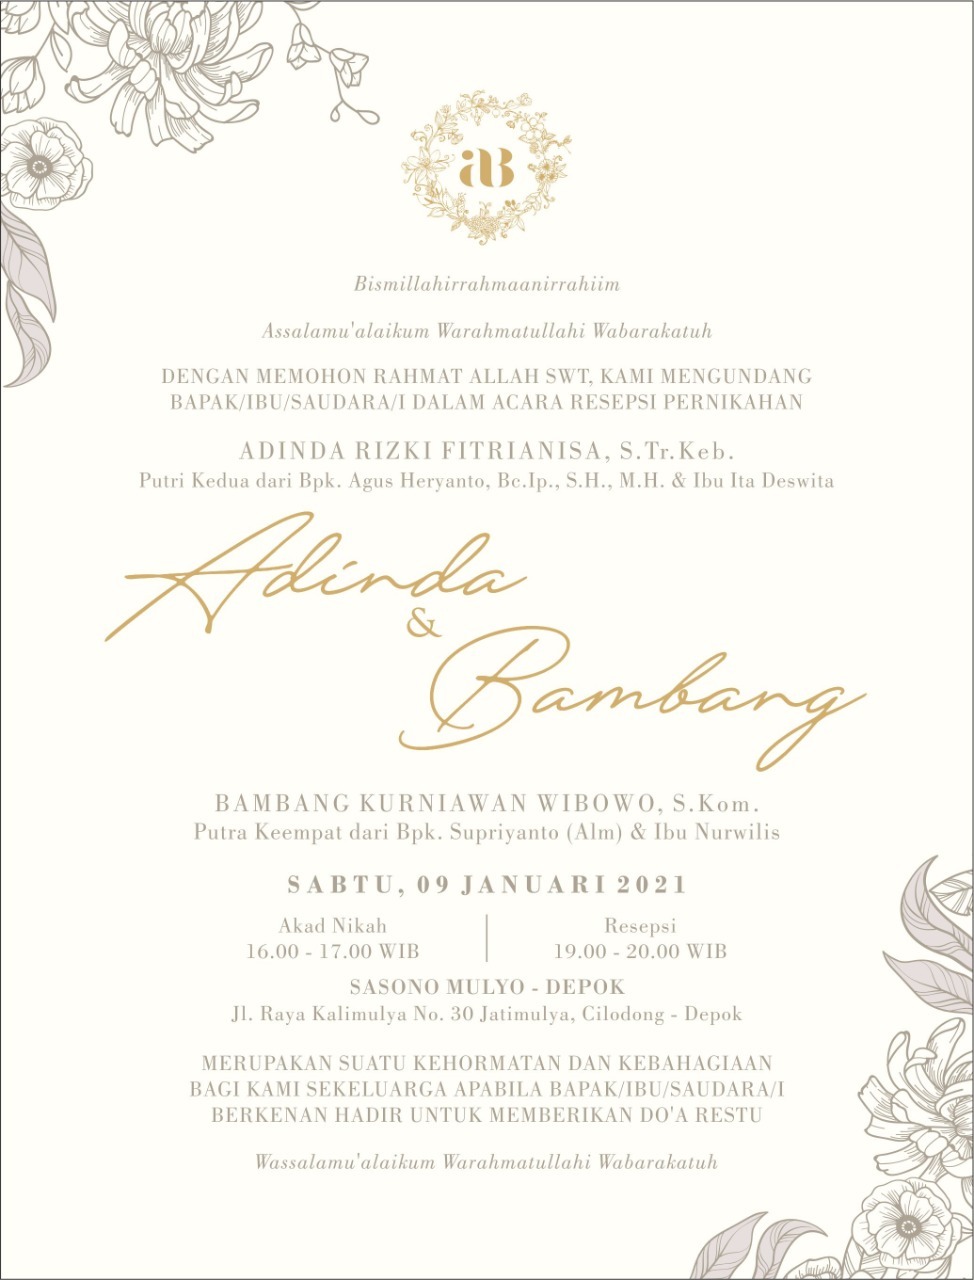 aB
Bismillahirrahmaanirrahiim
Assalamu'alaikum Warahmatullahi Wabarakatuh
DENGAN MEMOHON RAHMAT ALLAH SWT, KAMI MENGUNDANG
BAPAK/IBU/SAUDARA/I DALAM ACARA RESEPSI PERNIKAHAN
ADINDA RIZKI FITRIANISA, S.Tr.Keb.
Putri Kedua dari Bpk. Agus Heryanto, Bc.Ip., S.H., M.H. & Ibu Ita Deswita
Adinda
&
Bambang
BAMBANG KURNIAWAN WIBOWO, S.Kom.
Putra Keempat dari Bpk. Supriyanto (Alm) & Ibu Nurwilis
SABTU, 09 JANUARI 2021
Akad Nikah
16.00 - 17.00 WIB
Resepsi
19.00 - 20.00 WIB
SASONO MULYO - DEPOK
Jl. Raya Kalimulya No. 30 Jatimulya, Cilodong - Depok
MERUPAKAN SUATU KEHORMATAN DAN KEBAHAGIAAN
BAGI KAMI SEKELUARGA APABILA BAPAK/IBU/SAUDARA/I
BERKENAN HADIR UNTUK MEMBERIKAN DO'A RESTU
Wassalamu'alaikum Warahmatullahi Wabarakatuh